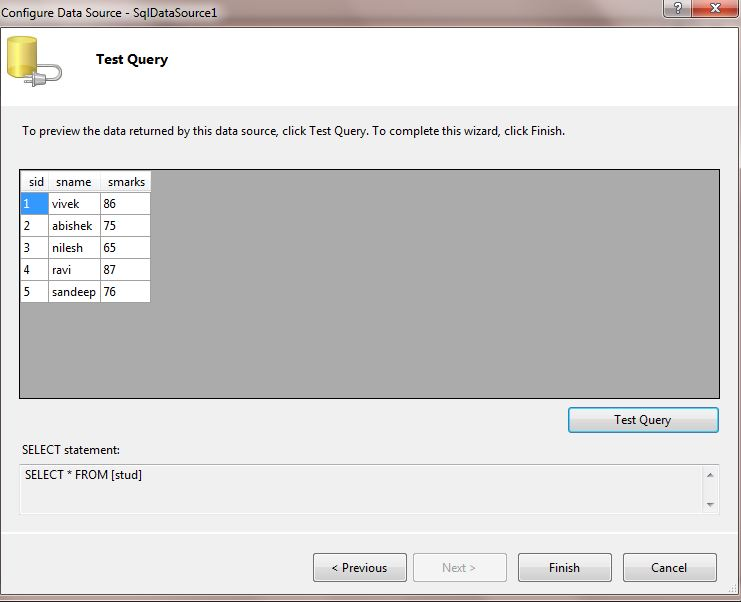 Configure Data Source - SqlDataSource1
?
Test Query
To preview the data returned by this data source, click Test Query. To complete this wizard, click Finish.
sid sname smarks
1 vivek 86
2 abishek 75
3 nilesh 65
4 ravi 87
5 sandeep 76
Test Query
SELECT statement:
SELECT * FROM [stud]
< Previous Next > Finish Cancel